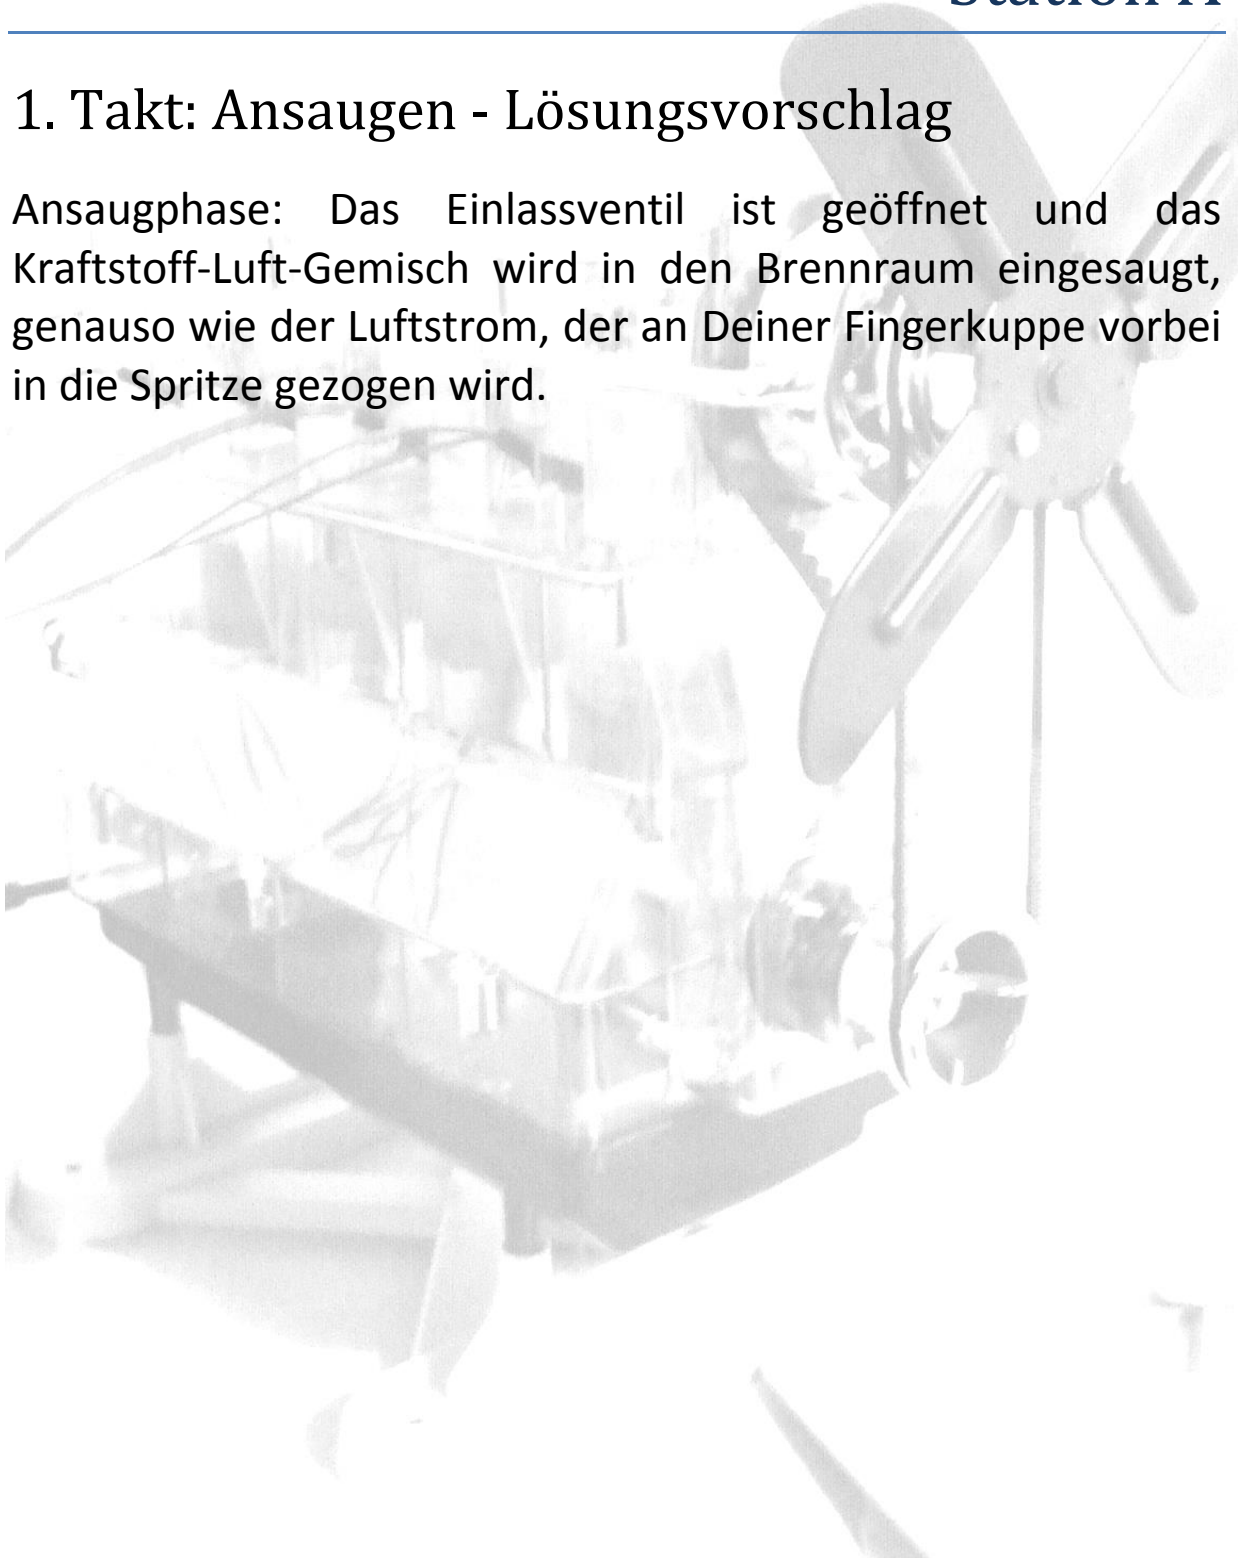 1. Takt: Ansaugen - Lösungsvorschlag
Ansaugphase: Das Einlassventil ist geöffnet und das
Kraftstoff-Luft-Gemisch wird in den Brennraum eingesaugt,
genauso wie der Luftstrom, der an Deiner Fingerkuppe vorbei
in die Spritze gezogen wird.